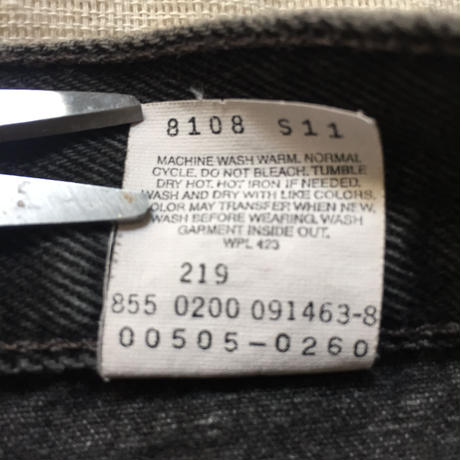 8108 S11
MACHINE WASH WARM. NORMAL
CYCLE. DO NOT BLEACH. TUMBLE
DRY HOT. HOT IRON IF NEEDED.
WASH AND DRY WITH LIKE COLORS.
COLOR MAY TRANSFER WHEN NEW.
WASH BEFORE WEARING. WASH
GARMENT INSIDE OUT.
WPL 423
219
855 0200 091463-8
00505-0260